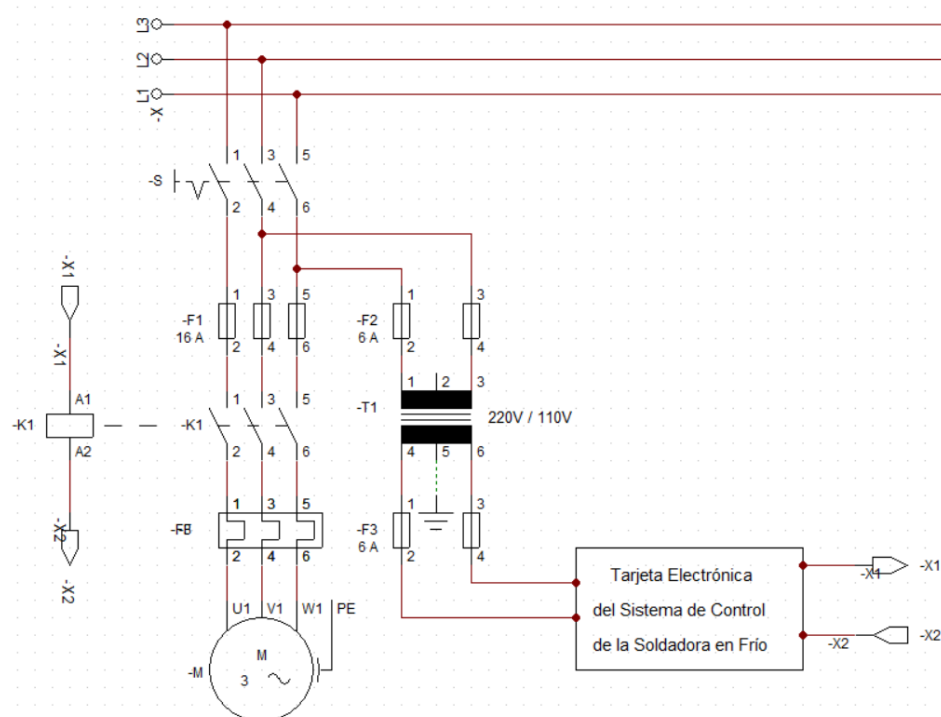 L3
L2
L1
-X
1 3 5
-S
2 4 6
-X1
1 3 5 1 3
-F1 -F2
16 A 6 A
2 4 6 2 4
-X1
1 2 3
A1 1 3 5
-T1 220V / 110V
-K1 -K1
A2 2 4 6 4 5 6
1 3 5 1 3
-X2 -F3
6 A
2 4 6 2 4
-X2
Tarjeta Electrónica
del Sistema de Control
de la Soldadora en Frío
-X1 -X1
-X2 -X2
U1 V1 W1 PE
M
-M
3